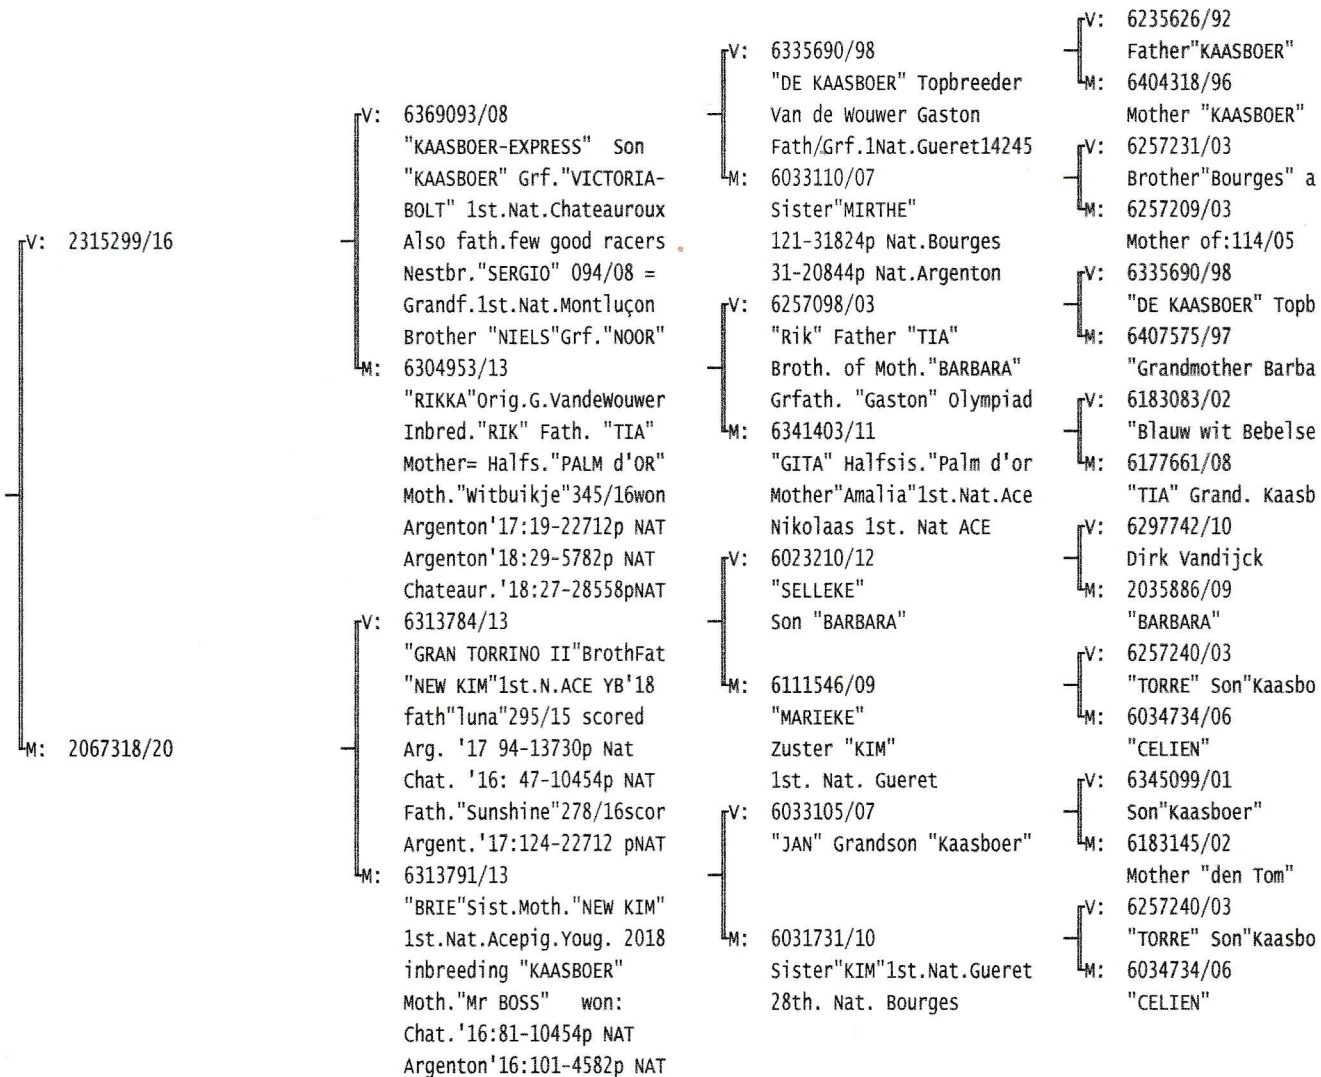 V: 2315299/16
M: 2067318/20
V: 6369093/08
"KAASBOER-EXPRESS" Son
"KAASBOER" Grf."VICTORIA-
BOLT" 1st.Nat.Chateauroux
Also fath.few good racers
Nestbr."SERGIO" 094/08 =
Grandf.1st.Nat.Montluçon
Brother "NIELS"Grf."NOOR"
M: 6304953/13
"RIKKA"Orig.G.VandeWouwer
Inbred."RIK" Fath. "TIA"
Mother= Halfs."PALM d'OR"
Moth."Witbuikje"345/16won
Argenton'17:19-22712p NAT
Argenton'18:29-5782p NAT
Chateaur.'18:27-28558pNAT
V: 6313784/13
"GRAN TORRINO II"BrothFat
"NEW KIM"1st.N.ACE YB'18
fath"luna"295/15 scored
Arg. '17 94-13730p Nat
Chat. '16: 47-10454p NAT
Fath."Sunshine"278/16scor
Argent.'17:124-22712 pNAT
M: 6313791/13
"BRIE"Sist.Moth."NEW KIM"
1st.Nat.Acepig.Youg. 2018
inbreeding "KAASBOER"
Moth."Mr BOSS" won:
Chat.'16:81-10454p NAT
Argenton'16:101-4582p NAT
V: 6335690/98
"DE KAASBOER" Topbreeder
Van de Wouwer Gaston
Fath/Grf.1Nat.Gueret14245
M: 6033110/07
Sister"MIRTHE"
121-31824p Nat.Bourges
31-20844p Nat.Argenton
V: 6257098/03
"Rik" Father "TIA"
Broth. of Moth."BARBARA"
Grfath. "Gaston" Olympiad
M: 6341403/11
"GITA" Halfsis."Palm d'or
Mother"Amalia"1st.Nat.Ace
Nikolaas 1st. Nat ACE
V: 6023210/12
"SELLEKE"
Son "BARBARA"
M: 6111546/09
"MARIEKE"
Zuster "KIM"
1st. Nat. Gueret
V: 6033105/07
"JAN" Grandson "Kaasboer"
M: 6031731/10
Sister"KIM"1st.Nat.Gueret
28th. Nat. Bourges
V: 6235626/92
Father"KAASBOER"
M: 6404318/96
Mother "KAASBOER"
V: 6257231/03
Brother"Bourges" a
M: 6257209/03
Mother of:114/05
V: 6335690/98
"DE KAASBOER" Topb
M: 6407575/97
"Grandmother Barba
V: 6183083/02
"Blauw wit Bebelse
M: 6177661/08
"TIA" Grand. Kaasb
V: 6297742/10
Dirk Vandijck
M: 2035886/09
"BARBARA"
V: 6257240/03
"TORRE" Son"Kaasbo
M: 6034734/06
"CELIEN"
V: 6345099/01
Son"Kaasboer"
M: 6183145/02
Mother "den Tom"
V: 6257240/03
"TORRE" Son"Kaasbo
M: 6034734/06
"CELIEN"